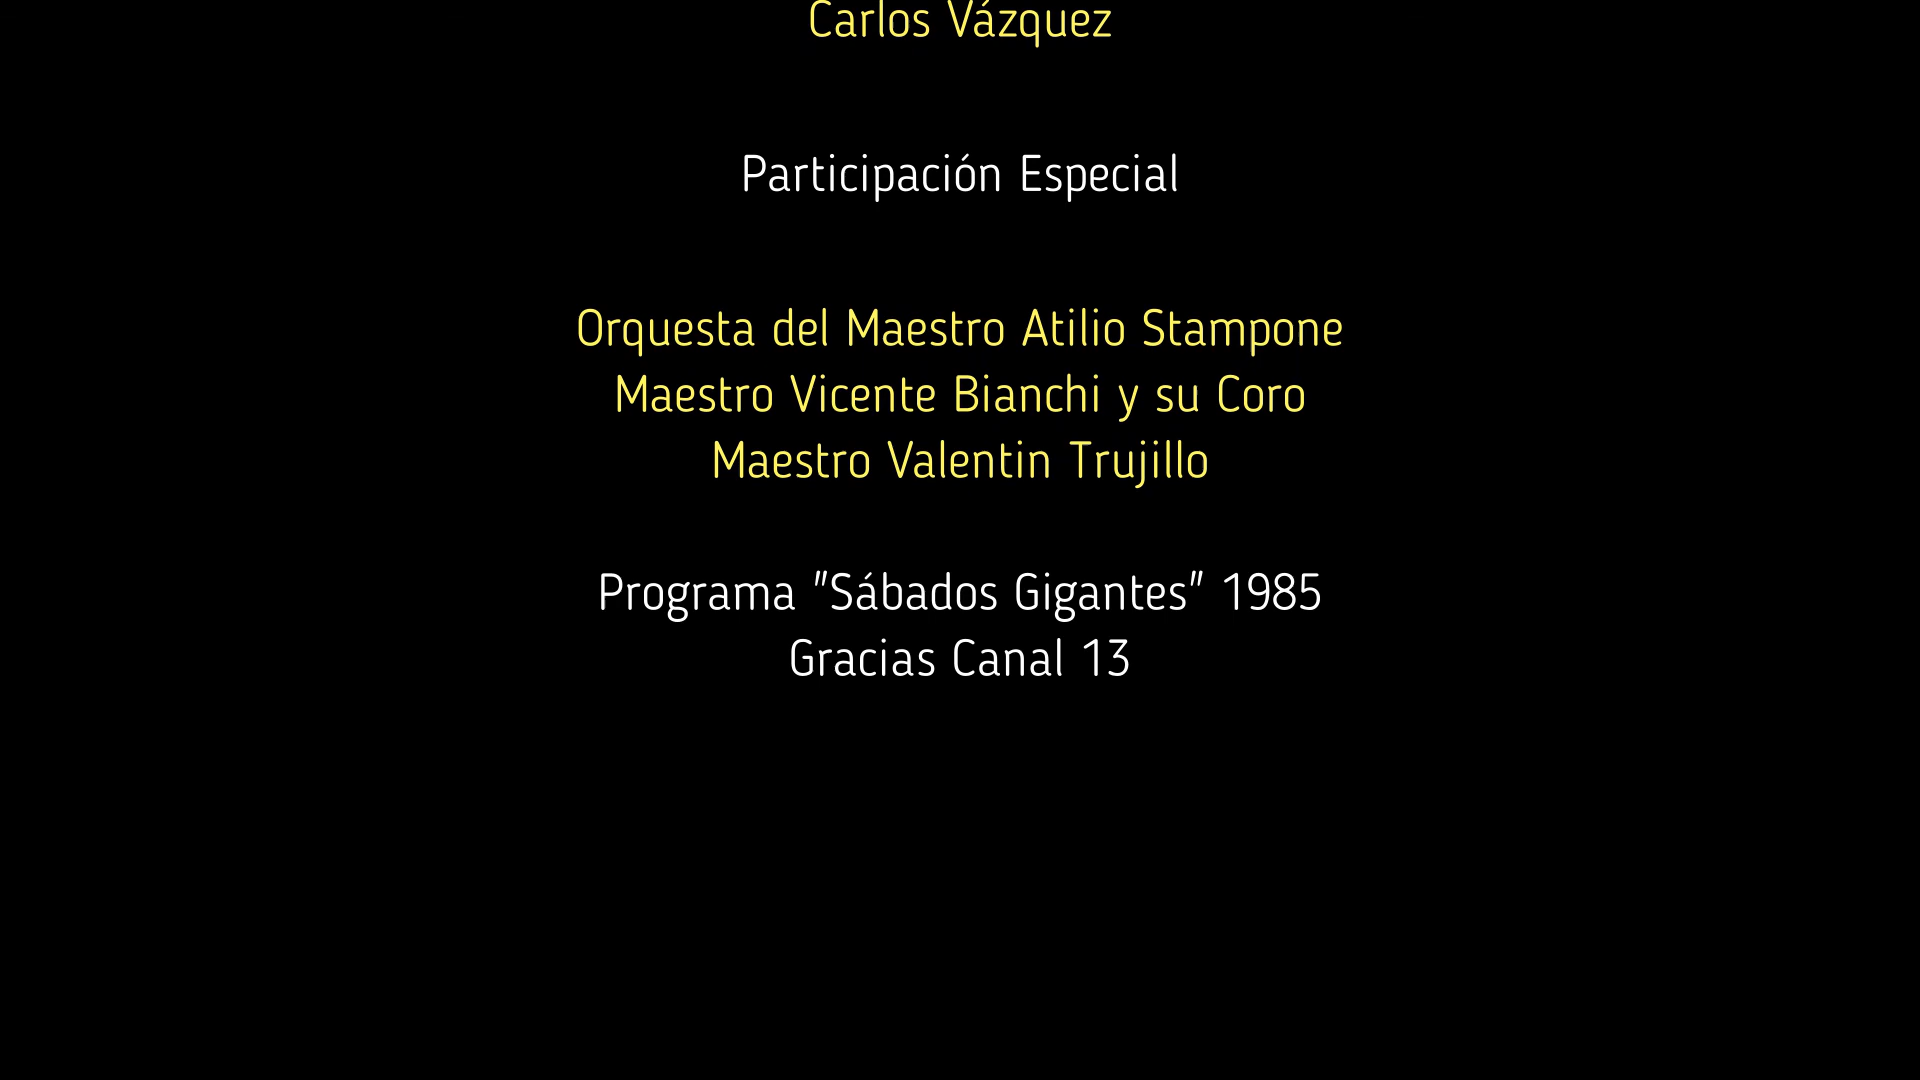 Carlos Vázquez
Participación Especial
Orquesta del Maestro Atilio Stampone
Maestro Vicente Bianchi y su Coro
Maestro Valentin Trujillo
Programa "Sábados Gigantes" 1985
Gracias Canal 13